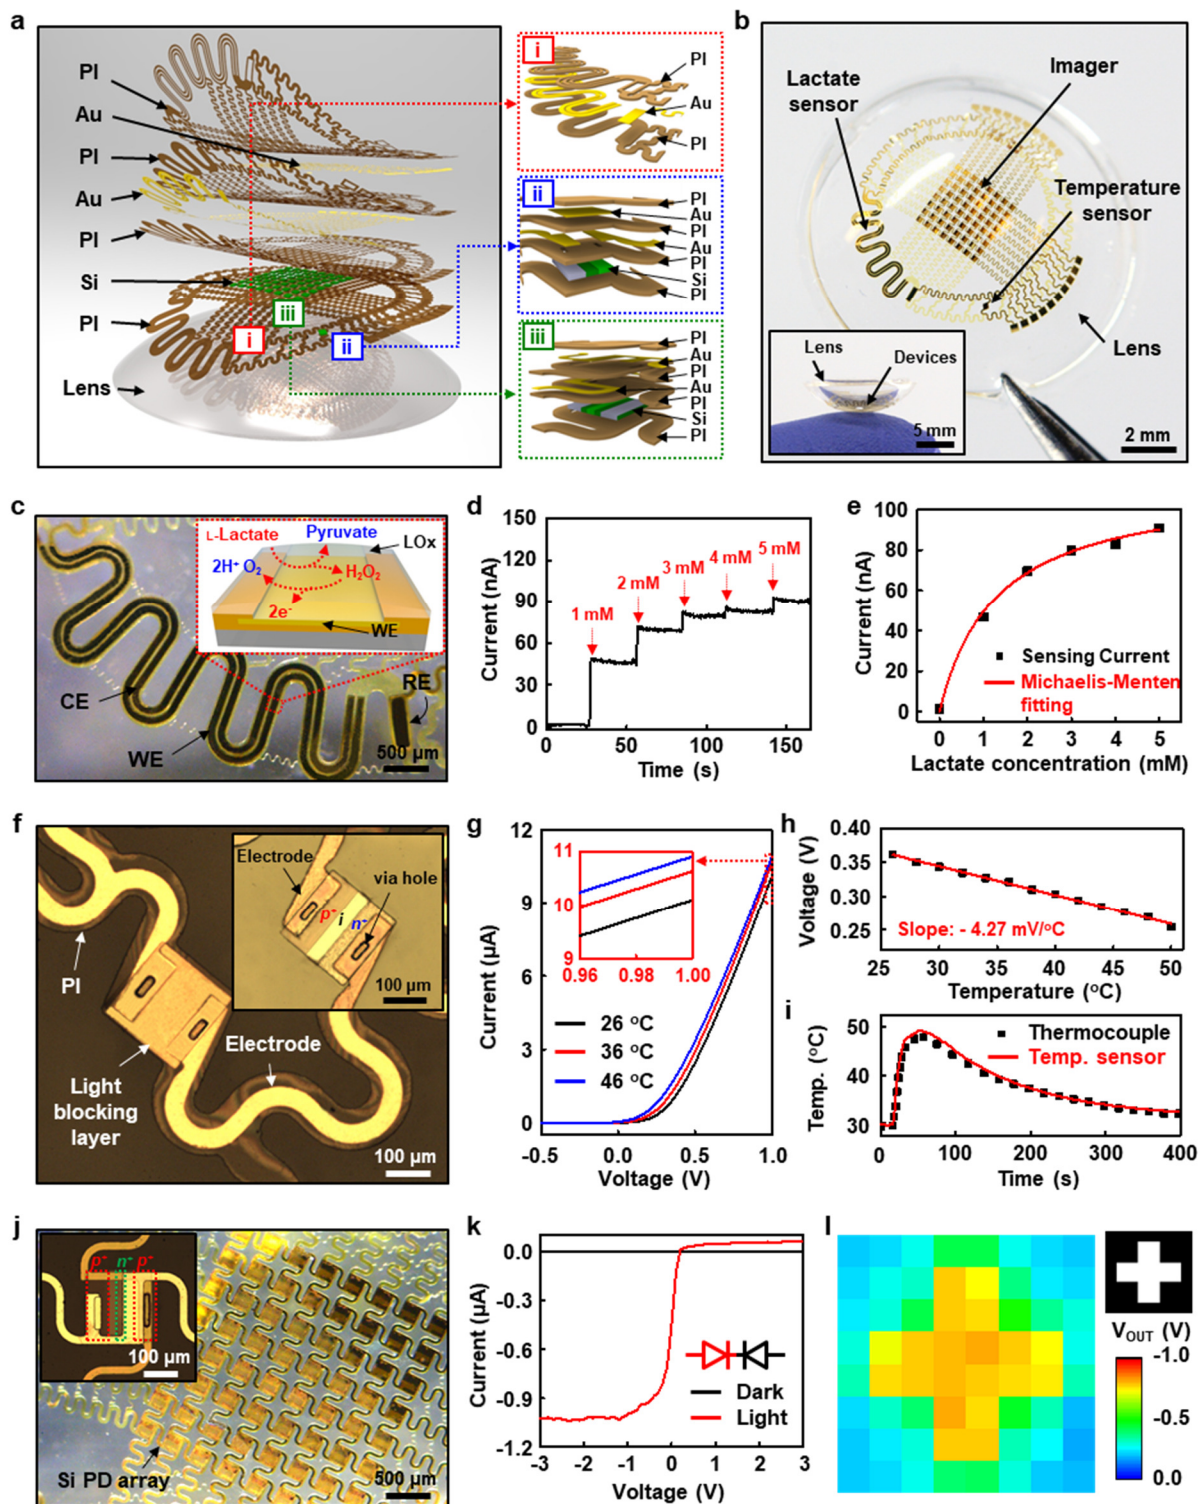 a
PI
Au
PI
Au
PI
Si
PI
Lens
i
ii
iii
i
PI
Au
PI
ii
PI
Au
PI
Au
PI
Si
PI
iii
PI
Au
PI
Au
PI
Si
PI
b
Lactate
sensor
Imager
Temperature
sensor
Lens
Lens
Devices
5 mm
2 mm
c
L-Lactate
Pyruvate
LOx
2H⁺ O₂
H₂O₂
2e⁻
WE
CE
WE
RE
500 μm
d
Current (nA)
150
120
90
60
30
0
1 mM
2 mM
3 mM
4 mM
5 mM
0 50 100 150
Time (s)
e
Current (nA)
100
80
60
40
20
0
Sensing Current
Michaelis-Menten
fitting
0 1 2 3 4 5
Lactate concentration (mM)
f
Electrode
via hole
p⁻ i n⁻
100 μm
PI
Electrode
Light
blocking
layer
100 μm
g
Current (μA)
12
9
6
3
0
11
10
9
0.96 0.98 1.00
26 °C
36 °C
46 °C
-0.5 0.0 0.5 1.0
Voltage (V)
h
Voltage (V)
0.40
0.35
0.30
0.25
Slope: - 4.27 mV/°C
25 30 35 40 45 50
Temperature (°C)
i
Temp. (°C)
50
40
30
Thermocouple
Temp. sensor
0 100 200 300 400
Time (s)
j
p⁻ n⁻ p⁻
100 μm
Si PD array
500 μm
k
Current (μA)
0.0
-0.3
-0.6
-0.9
-1.2
Dark
Light
-3 -2 -1 0 1 2 3
Voltage (V)
l
V_OUT (V)
-1.0
-0.5
0.0